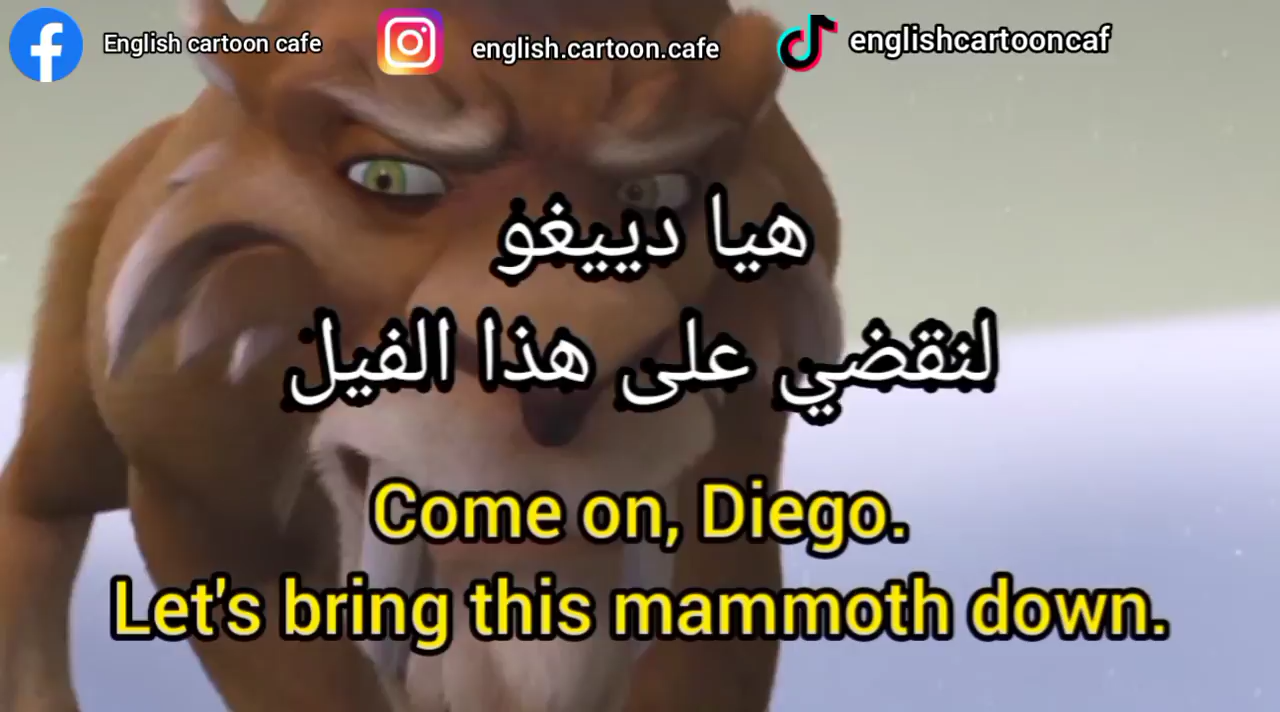 English cartoon cafe
english.cartoon.cafe
englishcartooncaf
هيا دييغو
لنقضي على هذا الفيل
Come on, Diego.
Let's bring this mammoth down.